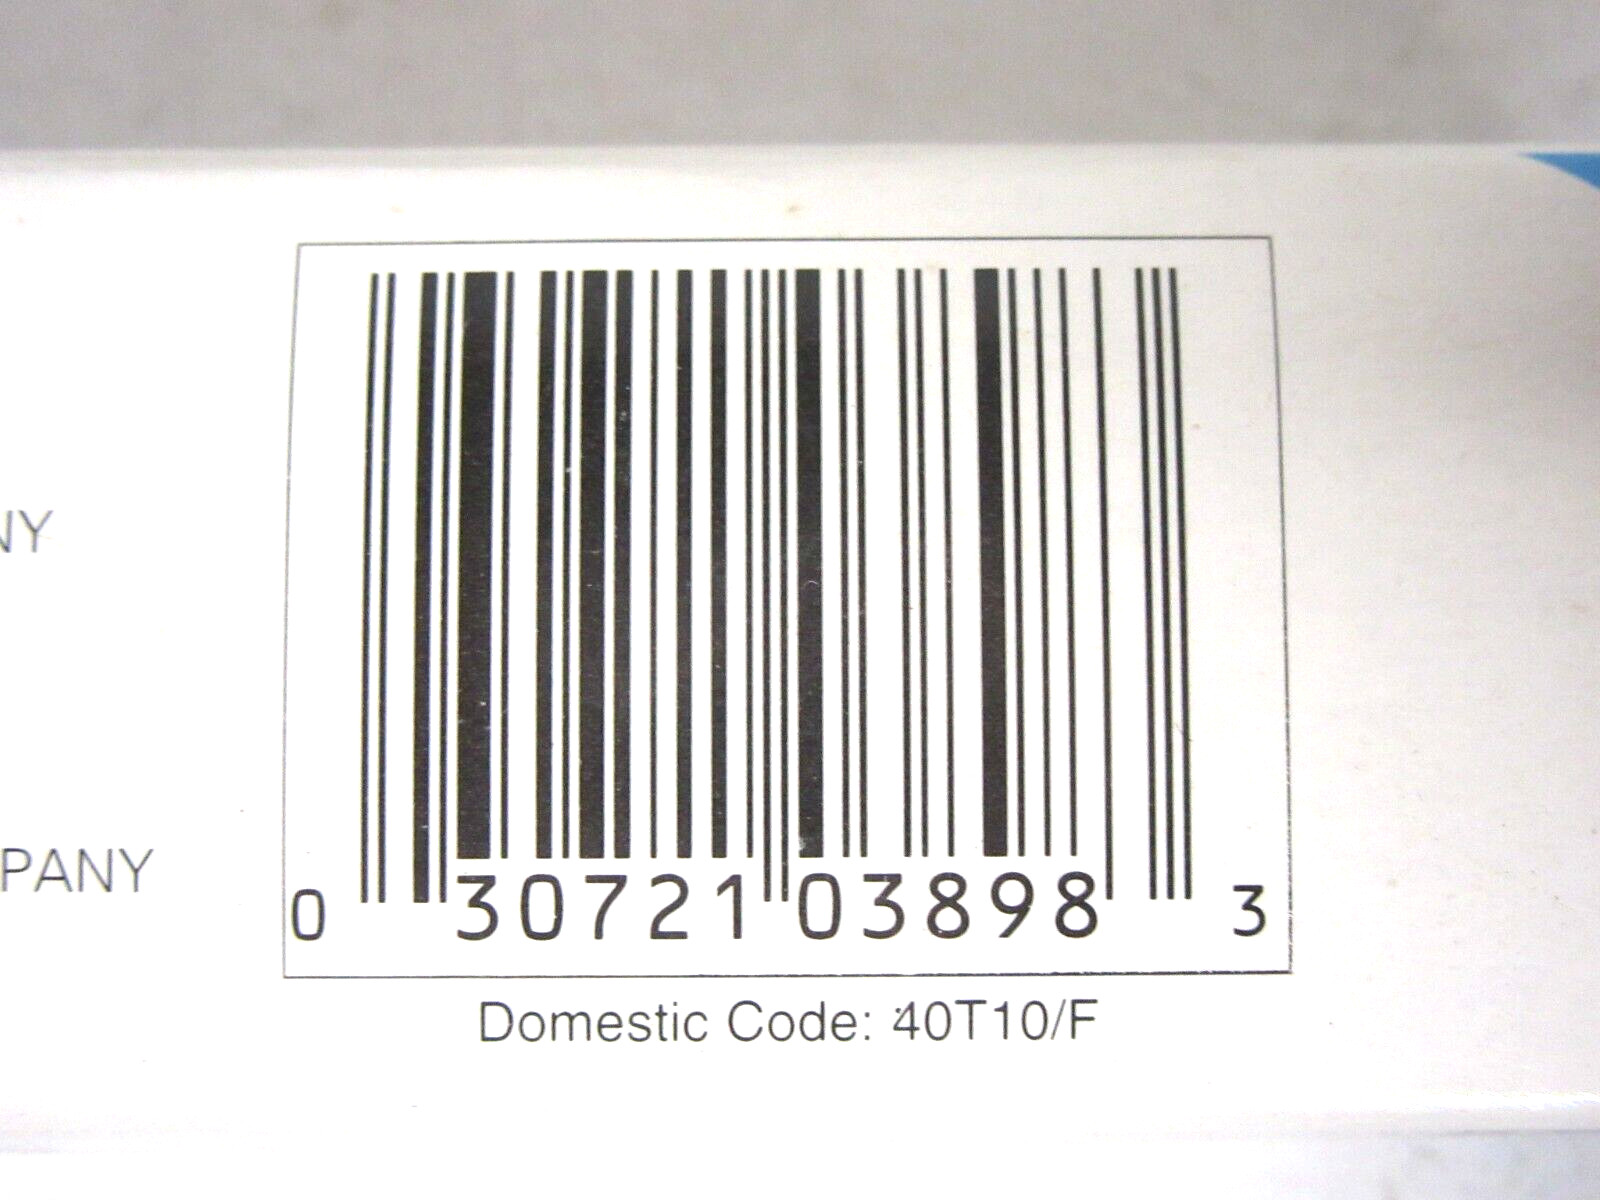 NY
PANY
0 30721 03898 3
Domestic Code: 40T10/F